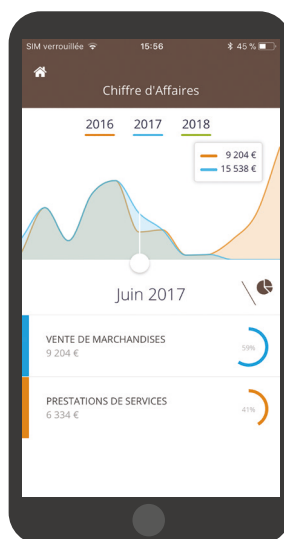 SIM verrouillée 15:56 45 %
Chiffre d'Affaires
2016 2017 2018
9 204 €
15 538 €
Juin 2017
VENTE DE MARCHANDISES
9 204 €
59%
PRESTATIONS DE SERVICES
6 334 €
41%